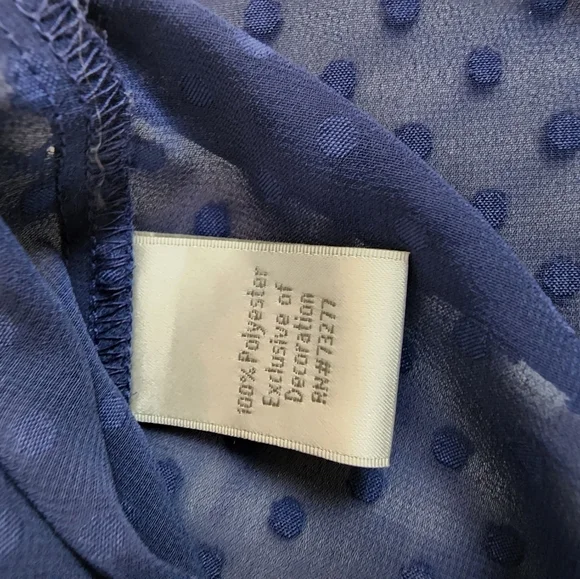 100% Polyester
Exclusive of
Decoration
RN#73277